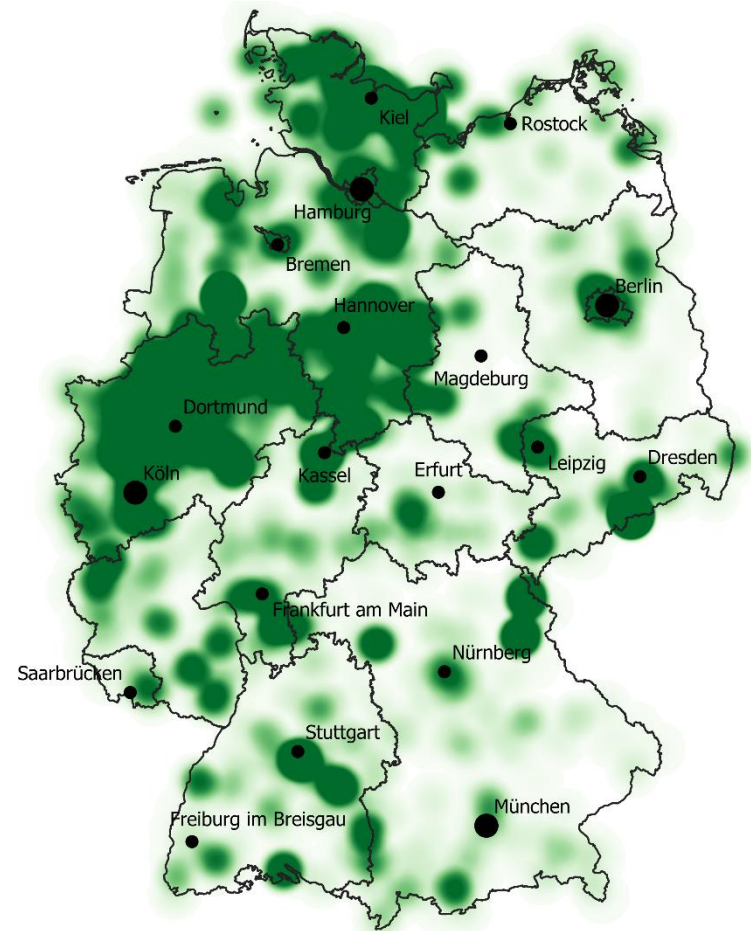 Kiel
Rostock
Hamburg
Bremen
Berlin
Hannover
Magdeburg
Dortmund
Leipzig
Dresden
Köln
Kassel
Erfurt
Frankfurt am Main
Nürnberg
Saarbrücken
Stuttgart
München
Freiburg im Breisgau